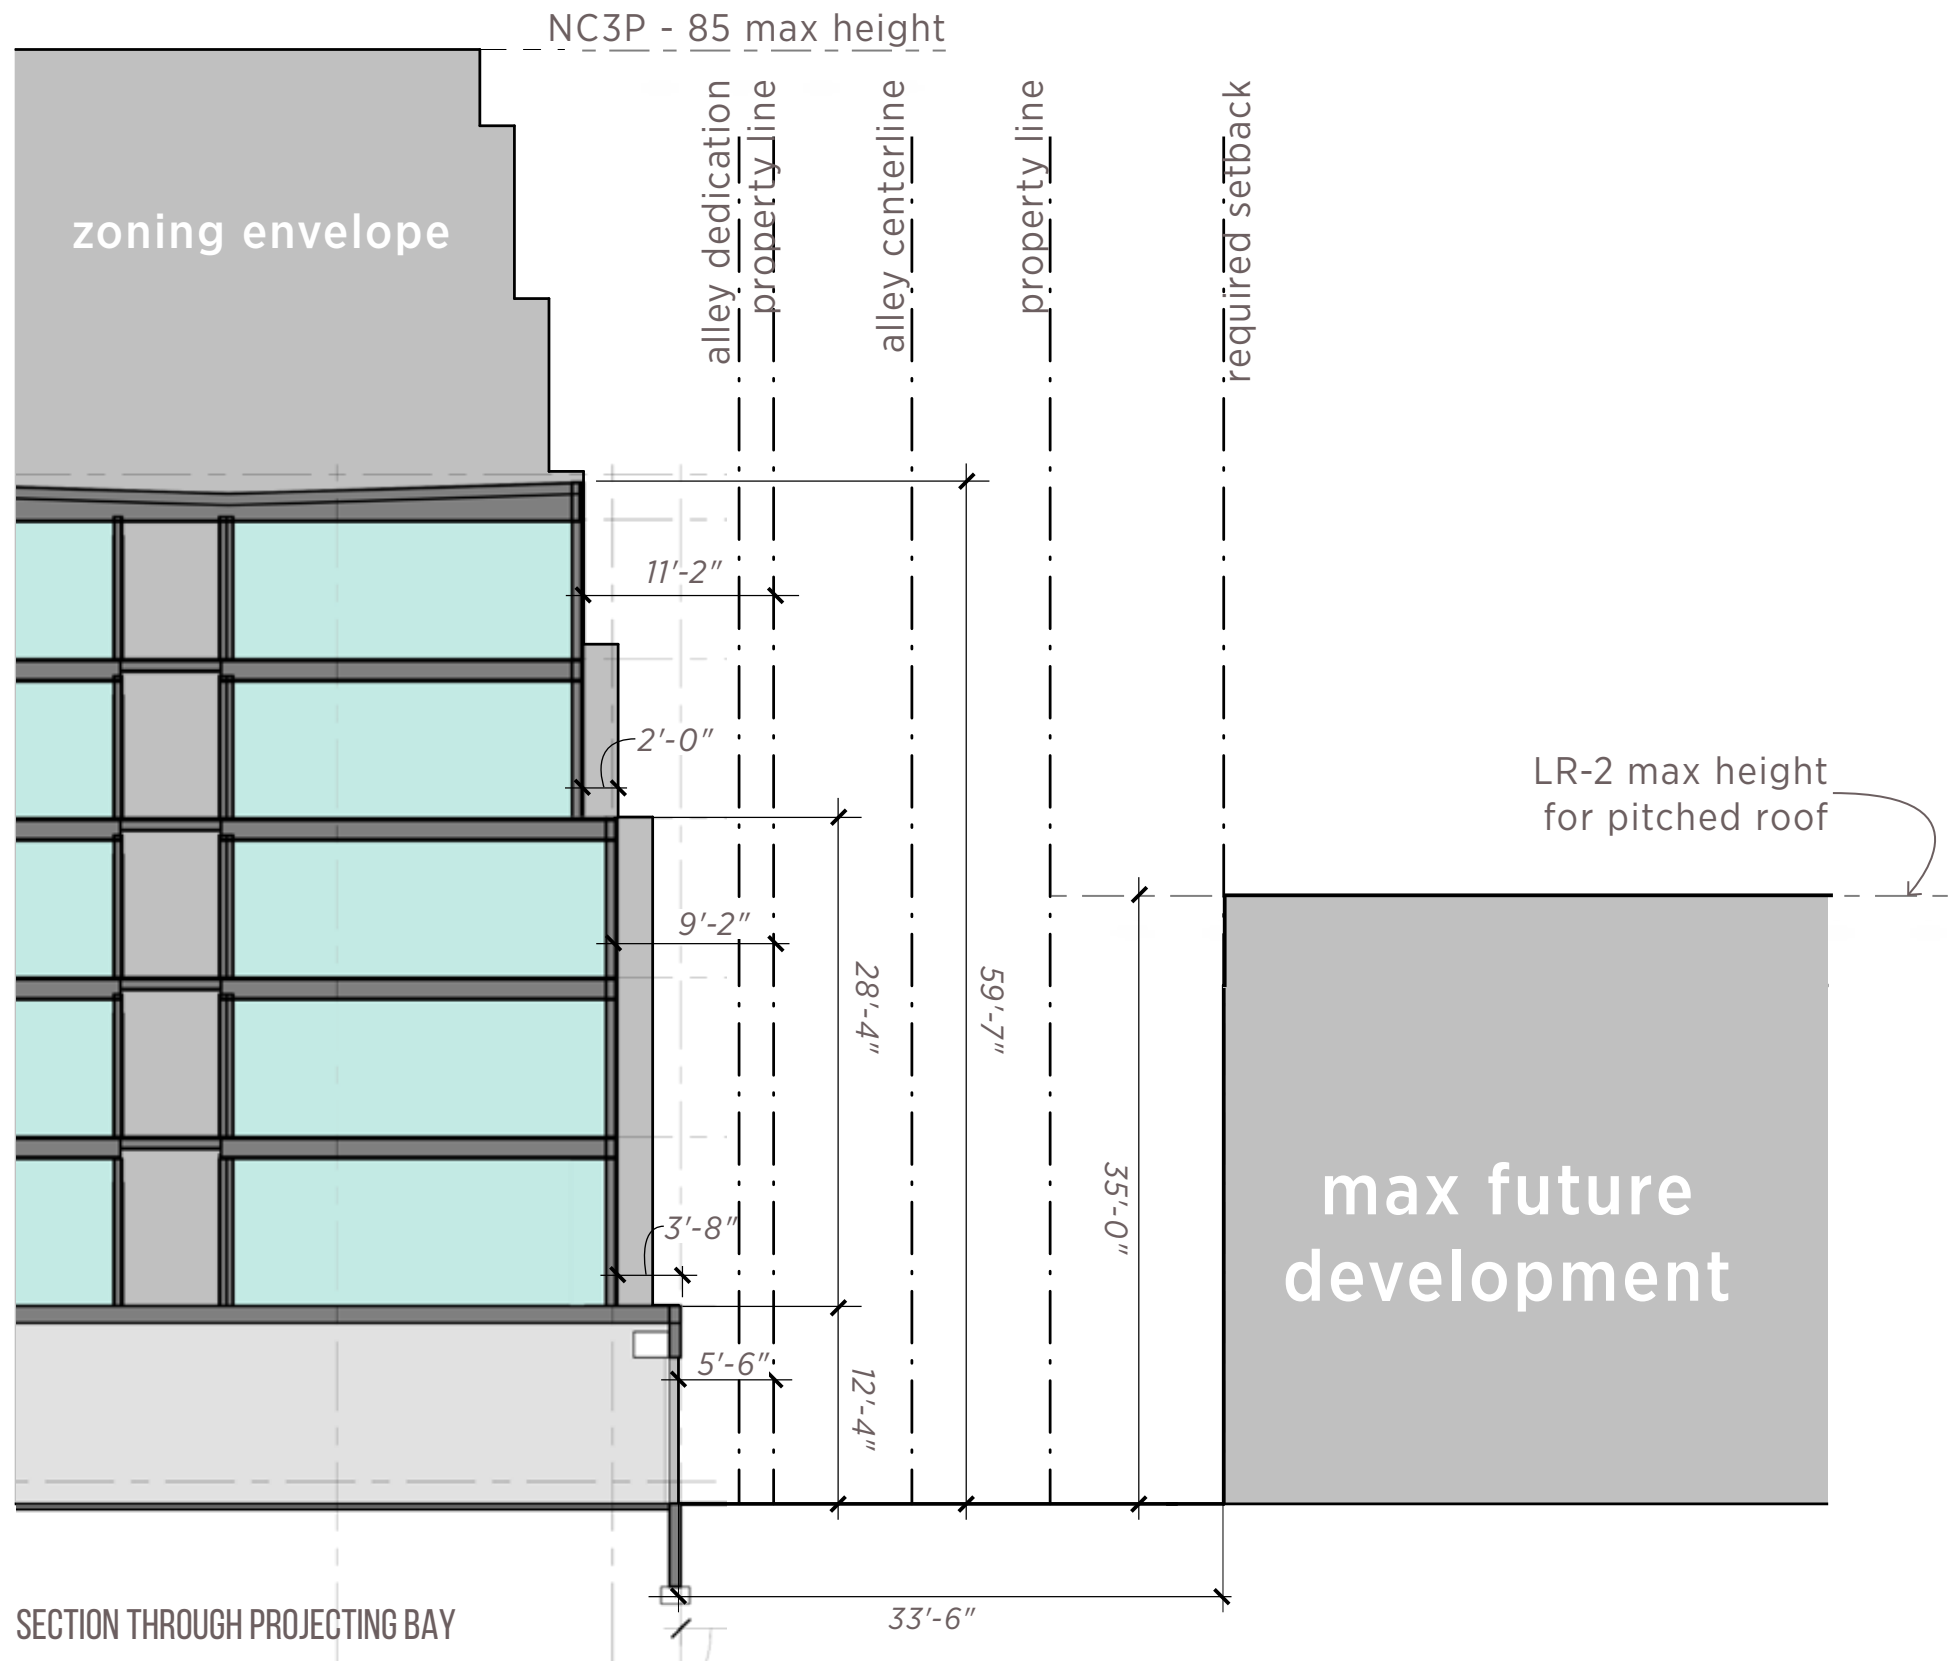 NC3P - 85 max height
alley dedication
property line
alley centerline
property line
required setback
zoning envelope
11'-2"
2'-0"
LR-2 max height
for pitched roof
9'-2"
28'-4"
59'-7"
35'-0"
max future
development
3'-8"
5'-6"
12'-4"
33'-6"
SECTION THROUGH PROJECTING BAY